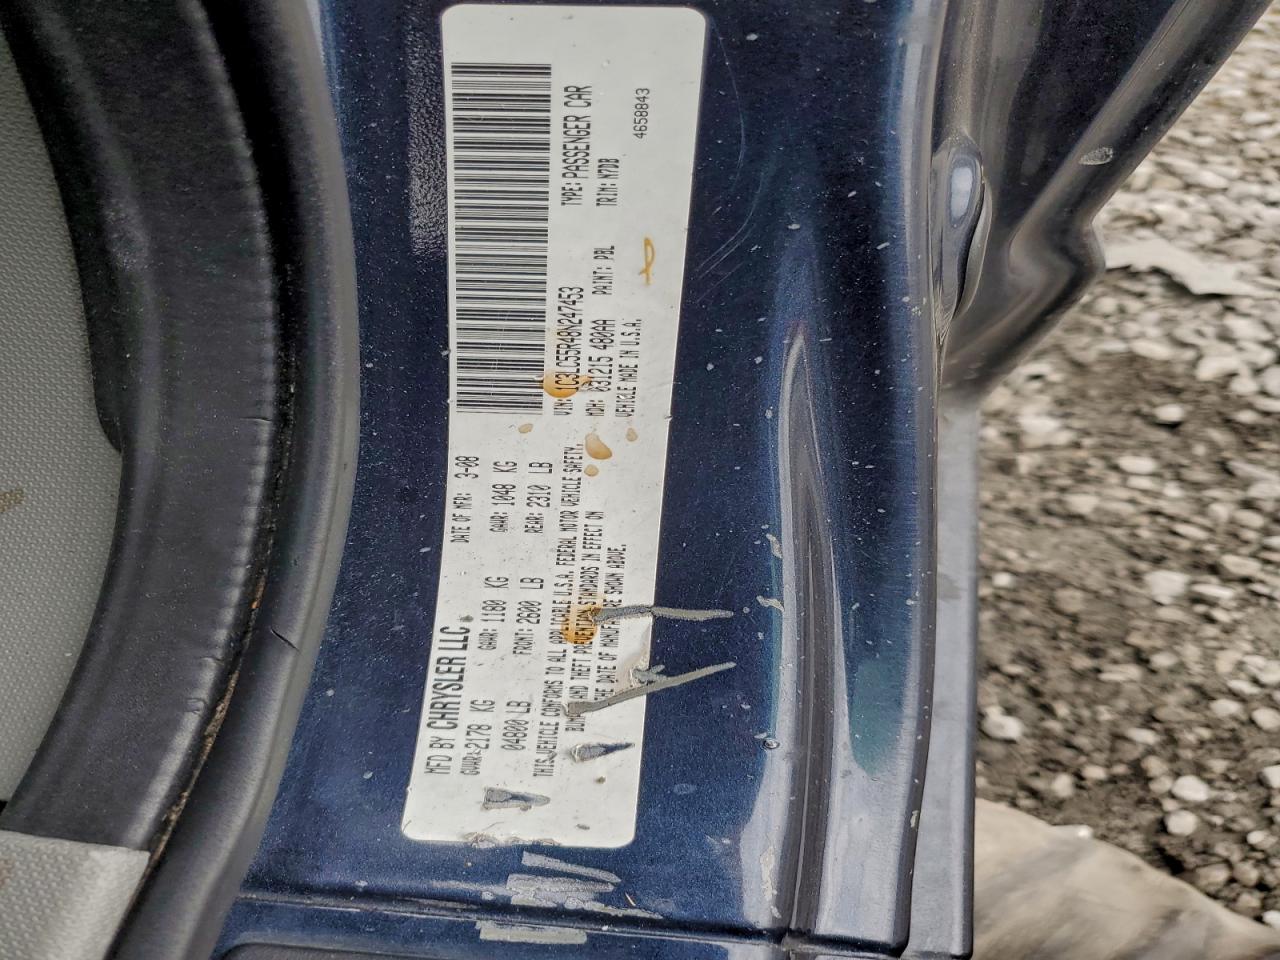 MFD BY CHRYSLER LLC
DATE OF MFR: 3-08
GVWR: 2178 KG
GAWR: 1180 KG
GAWR: 1048 KG
04800 LB
FRONT: 2600 LB
REAR: 2310 LB
THIS VEHICLE CONFORMS TO ALL APPLICABLE U.S.A. FEDERAL MOTOR VEHICLE SAFETY,
AND THEFT PREVENTION STANDARDS IN EFFECT ON
THE DATE OF MANUFACTURE SHOWN ABOVE.
VIN: 1C3LC55R48N247453
TYPE: PASSENGER CAR
MDH: 031215 480AA
PAINT: PBL
TRIM: M7DB
VEHICLE MADE IN U.S.A.
4658843